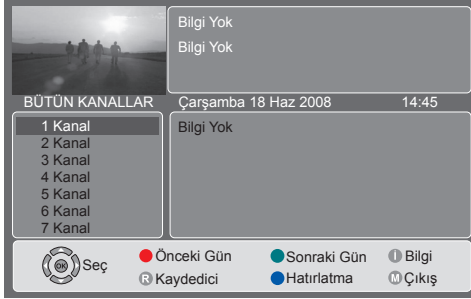 Bilgi Yok
Bilgi Yok
BÜTÜN KANALLAR Çarşamba 18 Haz 2008 14:45
1 Kanal
2 Kanal
3 Kanal
4 Kanal
5 Kanal
6 Kanal
7 Kanal
Bilgi Yok
OK Seç Önceki Gün Sonraki Gün I Bilgi
R Kaydedici Hatırlatma M Çıkış